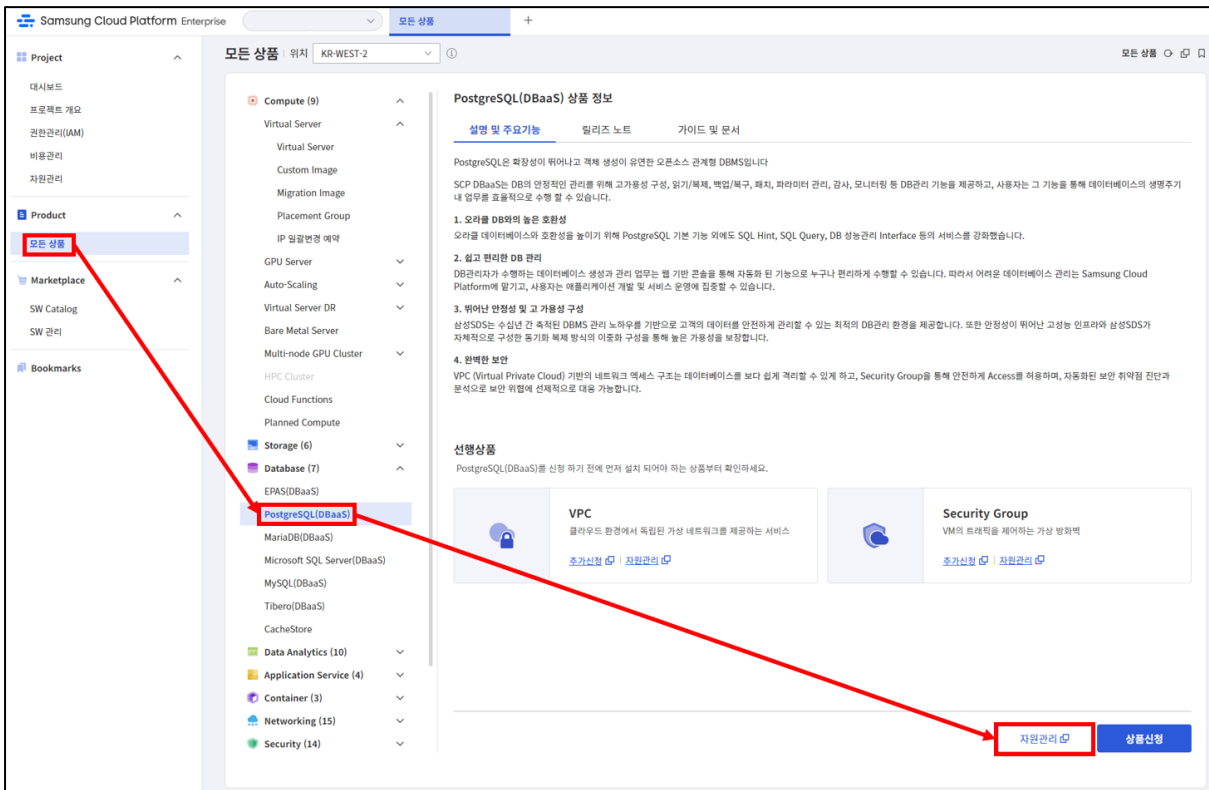 Samsung Cloud Platform Enterprise
모든 상품
+
Project
대시보드
프로젝트 개요
권한관리(IAM)
비용관리
자원관리
Product
모든 상품
Marketplace
SW Catalog
SW 관리
Bookmarks
모든 상품 위치 KR-WEST-2
모든 상품
Compute (9)
Virtual Server
Virtual Server
Custom Image
Migration Image
Placement Group
IP 일괄변경 예약
GPU Server
Auto-Scaling
Virtual Server DR
Bare Metal Server
Multi-node GPU Cluster
HPC Cluster
Cloud Functions
Planned Compute
Storage (6)
Database (7)
EPAS(DBaaS)
PostgreSQL(DBaaS)
MariaDB(DBaaS)
Microsoft SQL Server(DBaaS)
MySQL(DBaaS)
Tibero(DBaaS)
CacheStore
Data Analytics (10)
Application Service (4)
Container (3)
Networking (15)
Security (14)
PostgreSQL(DBaaS) 상품 정보
설명 및 주요기능 릴리즈 노트 가이드 및 문서
PostgreSQL은 확장성이 뛰어나고 객체 생성이 유연한 오픈소스 관계형 DBMS입니다
SCP DBaaS는 DB의 안정적인 관리를 위해 고가용성 구성, 읽기/복제, 백업/복구, 패치, 파라미터 관리, 감사, 모니터링 등 DB관리 기능을 제공하고, 사용자는 그 기능을 통해 데이터베이스의 생명주기
내 업무를 효율적으로 수행 할 수 있습니다.
1. 오라클 DB와의 높은 호환성
오라클 데이터베이스와 호환성을 높이기 위해 PostgreSQL 기본 기능 외에도 SQL Hint, SQL Query, DB 성능관리 Interface 등의 서비스를 강화했습니다.
2. 쉽고 편리한 DB 관리
DB관리자가 수행하는 데이터베이스 생성과 관리 업무는 웹 기반 콘솔을 통해 자동화 된 기능으로 누구나 편리하게 수행할 수 있습니다. 따라서 어려운 데이터베이스 관리는 Samsung Cloud
Platform에 맡기고, 사용자는 애플리케이션 개발 및 서비스 운영에 집중할 수 있습니다.
3. 뛰어난 안정성 및 고 가용성 구성
삼성SDS는 수십년 간 축적된 DBMS 관리 노하우를 기반으로 고객의 데이터를 안전하게 관리할 수 있는 최적의 DB관리 환경을 제공합니다. 또한 안정성이 뛰어난 고성능 인프라와 삼성SDS가
자체적으로 구성한 동기화 복제 방식의 이중화 구성을 통해 높은 가용성을 보장합니다.
4. 완벽한 보안
VPC (Virtual Private Cloud) 기반의 네트워크 엑세스 구조는 데이터베이스를 보다 쉽게 격리할 수 있게 하고, Security Group을 통해 안전하게 Access를 허용하며, 자동화된 보안 취약점 진단과
분석으로 보안 위협에 선제적으로 대응 가능합니다.
선행상품
PostgreSQL(DBaaS)를 신청 하기 전에 먼저 설치 되어야 하는 상품부터 확인하세요.
VPC
클라우드 환경에서 독립된 가상 네트워크를 제공하는 서비스
추가신청 자원관리
Security Group
VM의 트래픽을 제어하는 가상 방화벽
추가신청 자원관리
자원관리 상품신청